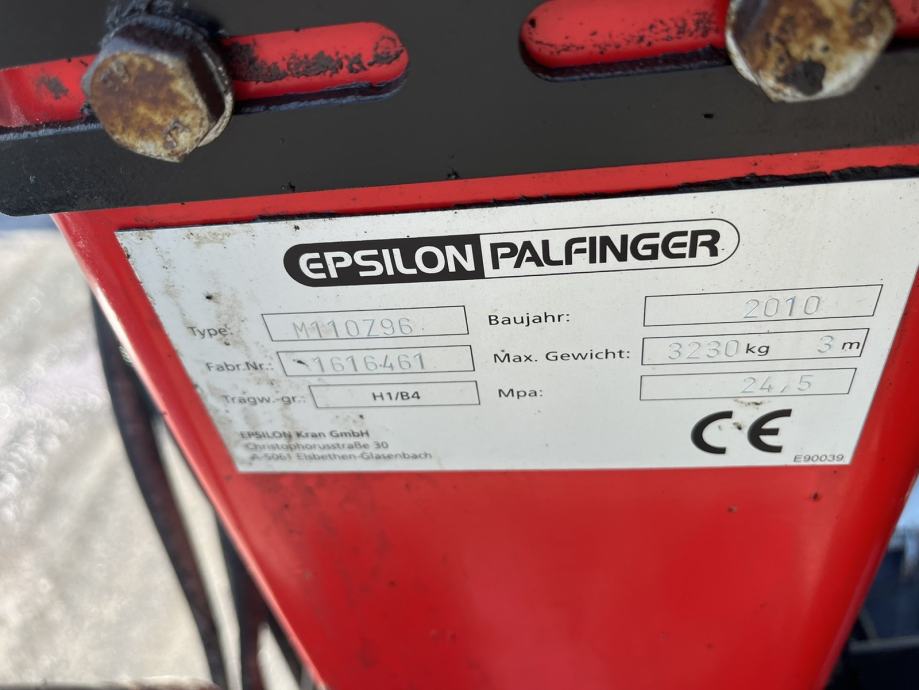 EPSILON PALFINGER
Type: M110Z96
Baujahr: 2010
Fabr.Nr.: 1616461
Max. Gewicht: 3230 kg 3 m
Tragw.-gr.: H1/B4
Mpa: 24,5
EPSILON Kran GmbH
Christophorusstraße 30
A-5061 Elsbethen-Glasenbach
CE
E90039